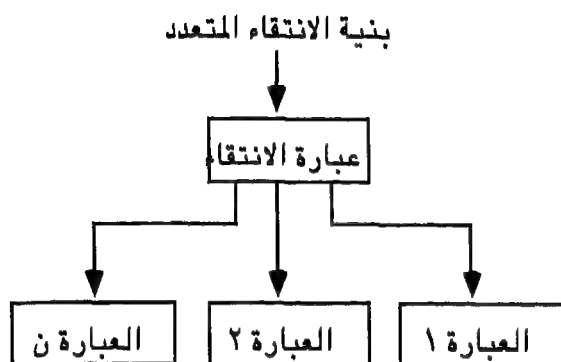 بنية الانتقاء المتعدد
عبارة الانتقاء
العبارة ١
العبارة ٢
العبارة ن